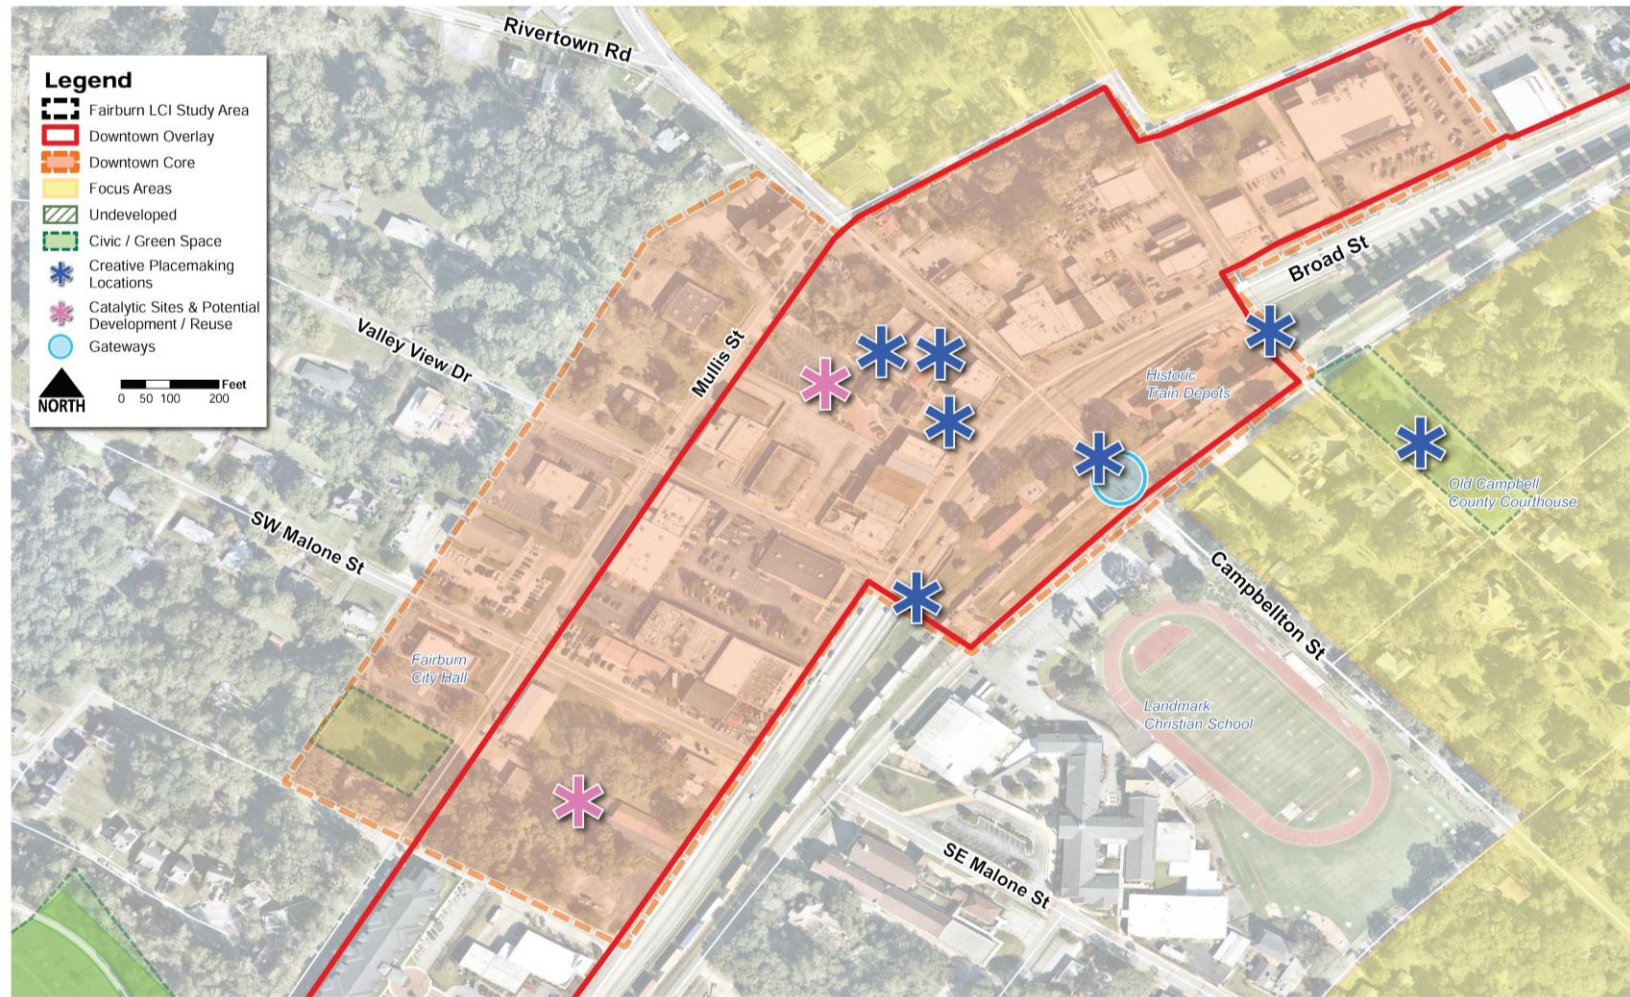 Rivertown Rd
Legend
Fairburn LCI Study Area
Downtown Overlay
Downtown Core
Focus Areas
Undeveloped
Civic / Green Space
Creative Placemaking
Locations
Catalytic Sites & Potential
Development / Reuse
Gateways
NORTH
Feet
0 50 100 200
Broad St
Valley View Dr
Mullis St
Historic
Train Depots
Old Campbell
County Courthouse
SW Malone St
Campbellton St
Fairburn
City Hall
Landmark
Christian School
SE Malone St